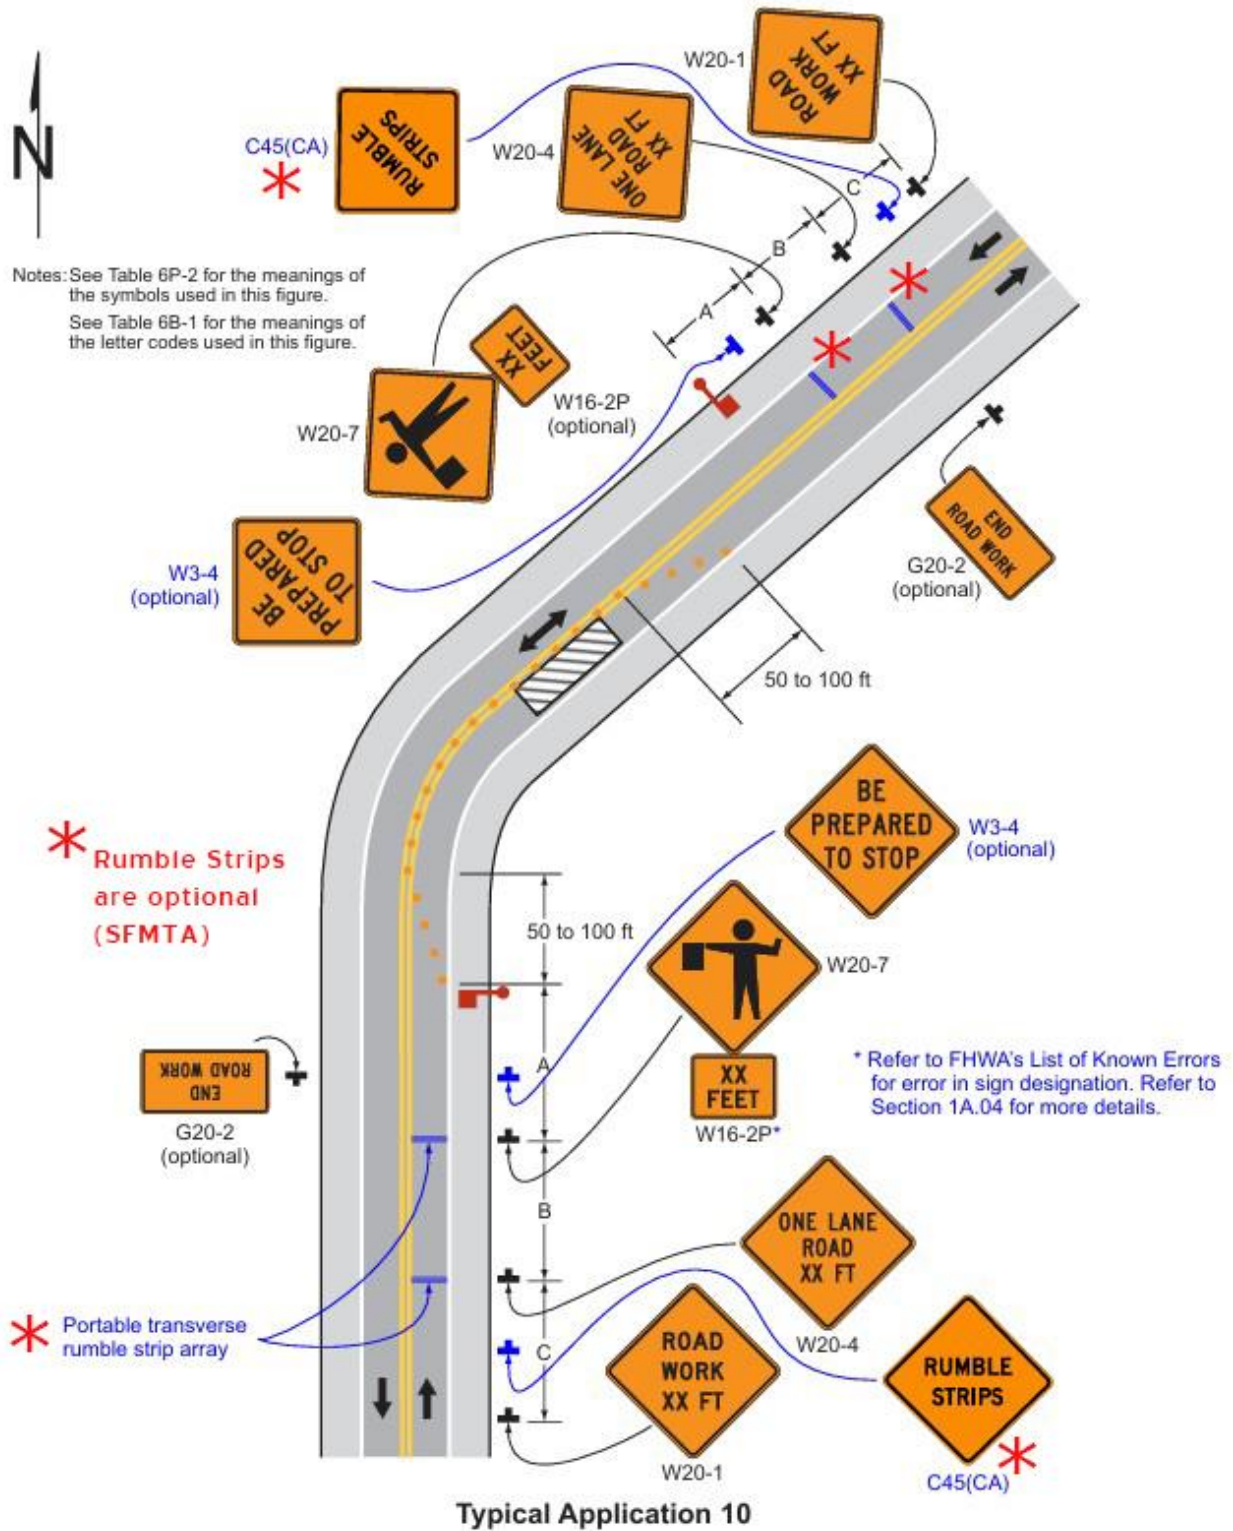 W20-1
ROAD
WORK
XX FT
C45(CA)
RUMBLE
STRIPS
W20-4
ONE LANE
ROAD
XX FT
N
C
B
A
Notes: See Table 6P-2 for the meanings of
the symbols used in this figure.
See Table 6B-1 for the meanings of
the letter codes used in this figure.
XX
FEET
W16-2P
(optional)
W20-7
END
ROAD WORK
G20-2
(optional)
W3-4
(optional)
BE
PREPARED
TO STOP
50 to 100 ft
BE
PREPARED
TO STOP
W3-4
(optional)
Rumble Strips
are optional
(SFMTA)
50 to 100 ft
W20-7
A
END
ROAD WORK
G20-2
(optional)
XX
FEET
W16-2P*
* Refer to FHWA's List of Known Errors
for error in sign designation. Refer to
Section 1A.04 for more details.
B
ONE LANE
ROAD
XX FT
W20-4
Portable transverse
rumble strip array
C
ROAD
WORK
XX FT
W20-1
RUMBLE
STRIPS
C45(CA)
Typical Application 10